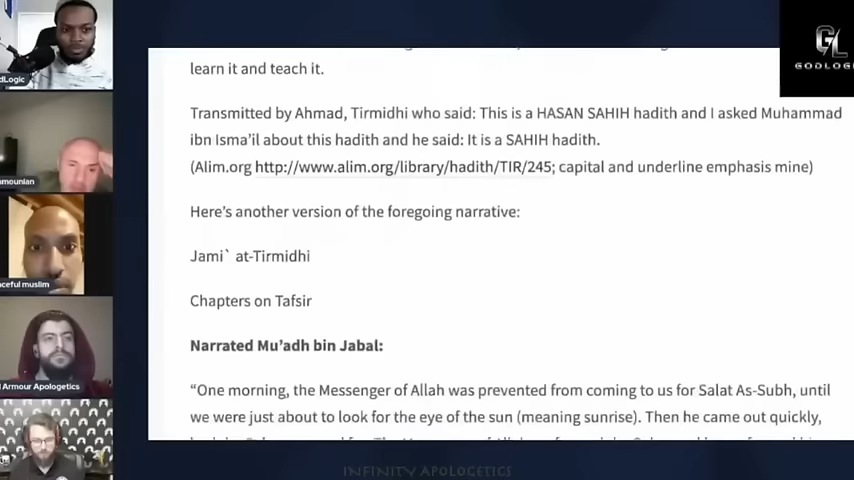 learn it and teach it.
Transmitted by Ahmad, Tirmidhi who said: This is a HASAN SAHIH hadith and I asked Muhammad
ibn Isma'il about this hadith and he said: It is a SAHIH hadith.
(Alim.org http://www.alim.org/library/hadith/TIR/245; capital and underline emphasis mine)
Here's another version of the foregoing narrative:
Jami` at-Tirmidhi
Chapters on Tafsir
Narrated Mu'adh bin Jabal:
“One morning, the Messenger of Allah was prevented from coming to us for Salat As-Subh, until
we were just about to look for the eye of the sun (meaning sunrise). Then he came out quickly,
dLogic
mounian
ceful muslim
Armour Apologetics
GL
GODLOGI
INFINITY APOLOGETICS